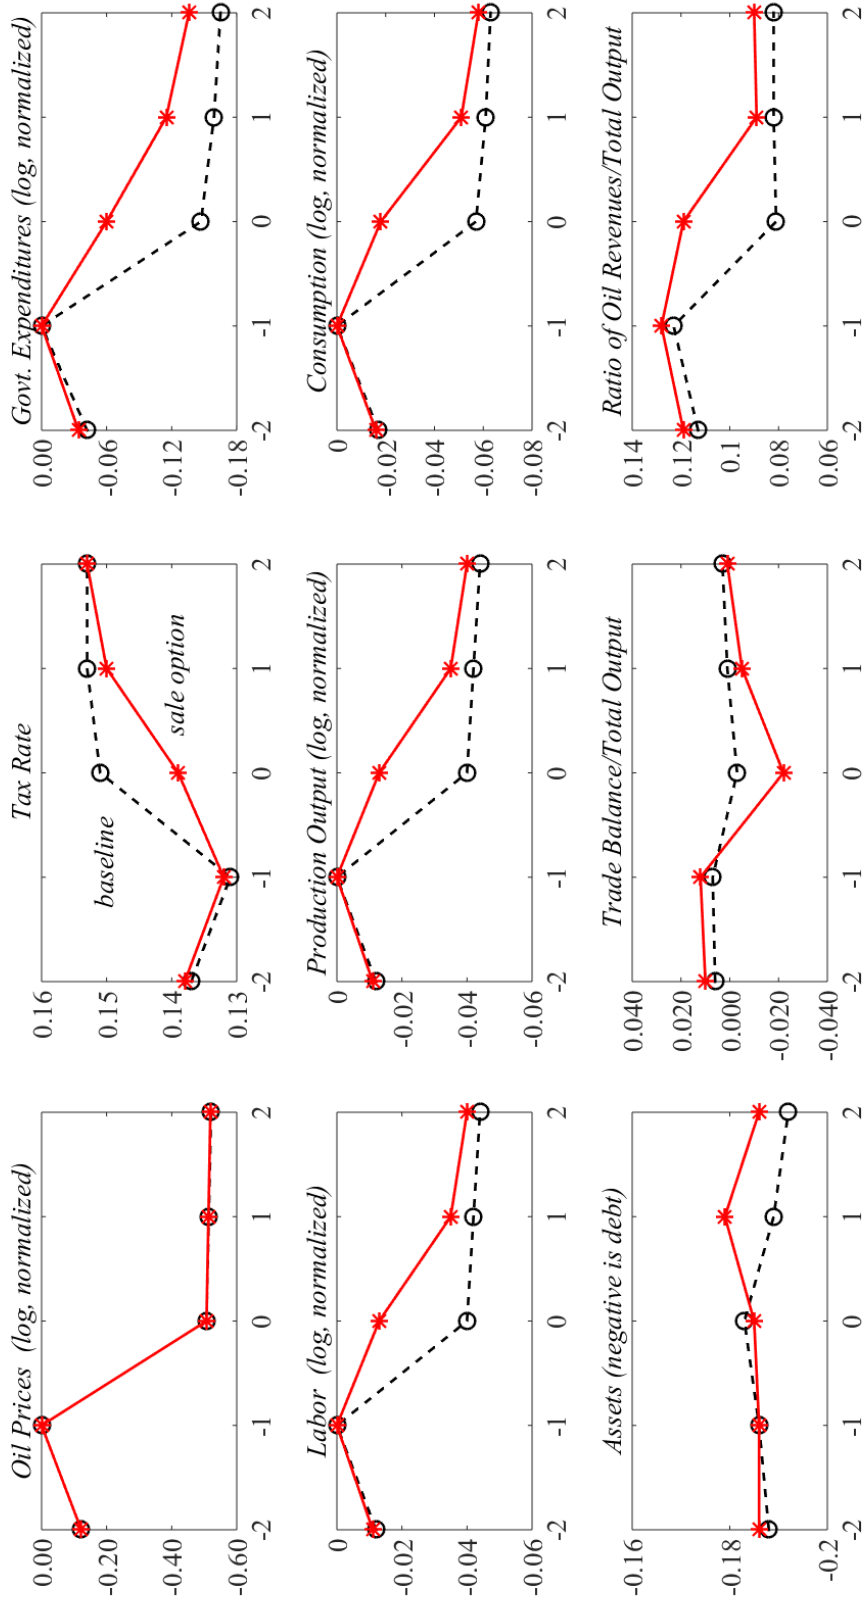 Oil Prices (log, normalized)
0.00
-0.20
-0.40
-0.60
-2 -1 0 1 2
Tax Rate
0.16
0.15
0.14
0.13
baseline
sale option
-2 -1 0 1 2
Govt. Expenditures (log, normalized)
0.00
-0.06
-0.12
-0.18
-2 -1 0 1 2
Labor (log, normalized)
0
-0.02
-0.04
-0.06
-2 -1 0 1 2
Production Output (log, normalized)
0
-0.02
-0.04
-0.06
-2 -1 0 1 2
Consumption (log, normalized)
0
-0.02
-0.04
-0.06
-0.08
-2 -1 0 1 2
Assets (negative is debt)
-0.16
-0.18
-0.2
-2 -1 0 1 2
Trade Balance/Total Output
0.040
0.020
0.000
-0.020
-0.040
-2 -1 0 1 2
Ratio of Oil Revenues/Total Output
0.14
0.12
0.1
0.08
0.06
-2 -1 0 1 2